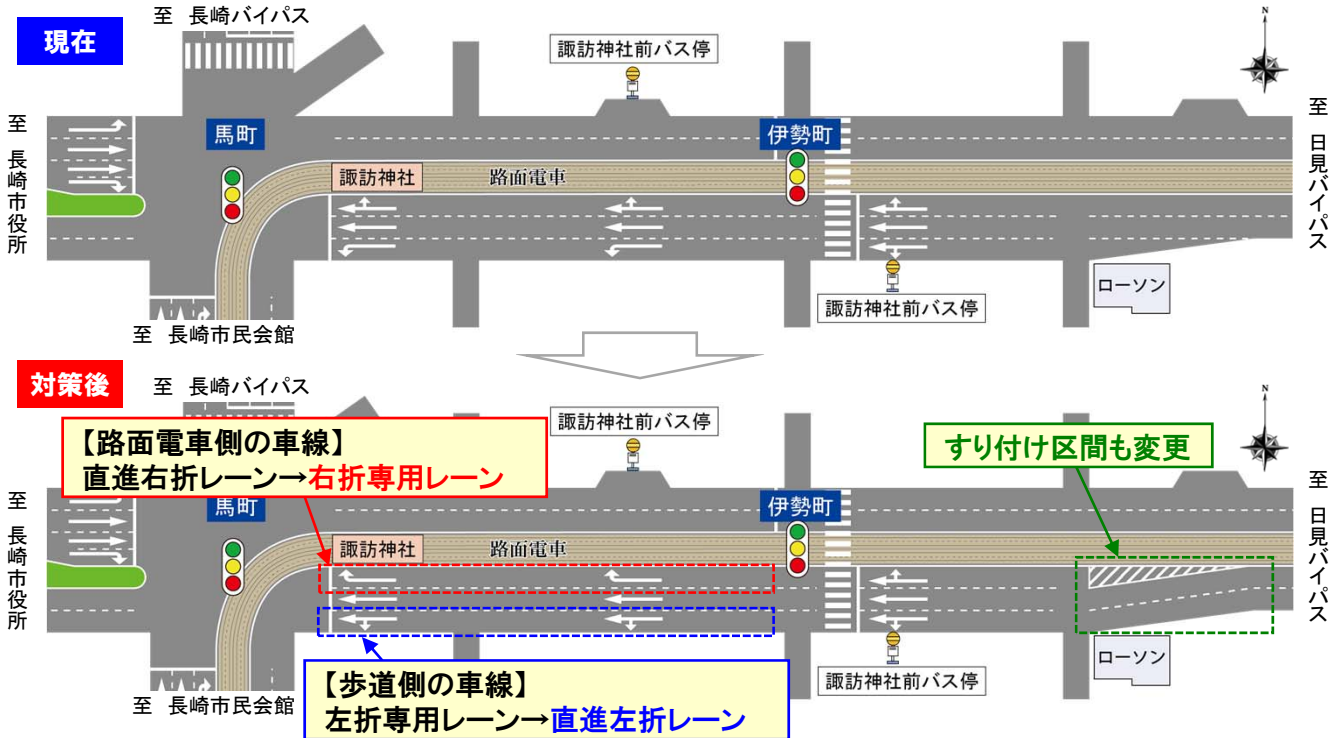 現在
至 長崎バイパス
諏訪神社前バス停
N
至 長崎市役所
馬町
伊勢町
至 日見バイパス
諏訪神社
路面電車
ローソン
諏訪神社前バス停
至 長崎市民会館
対策後
至 長崎バイパス
諏訪神社前バス停
N
【路面電車側の車線】
直進右折レーン→右折専用レーン
すり付け区間も変更
至 長崎市役所
馬町
伊勢町
至 日見バイパス
諏訪神社
路面電車
ローソン
諏訪神社前バス停
【歩道側の車線】
左折専用レーン→直進左折レーン
至 長崎市民会館